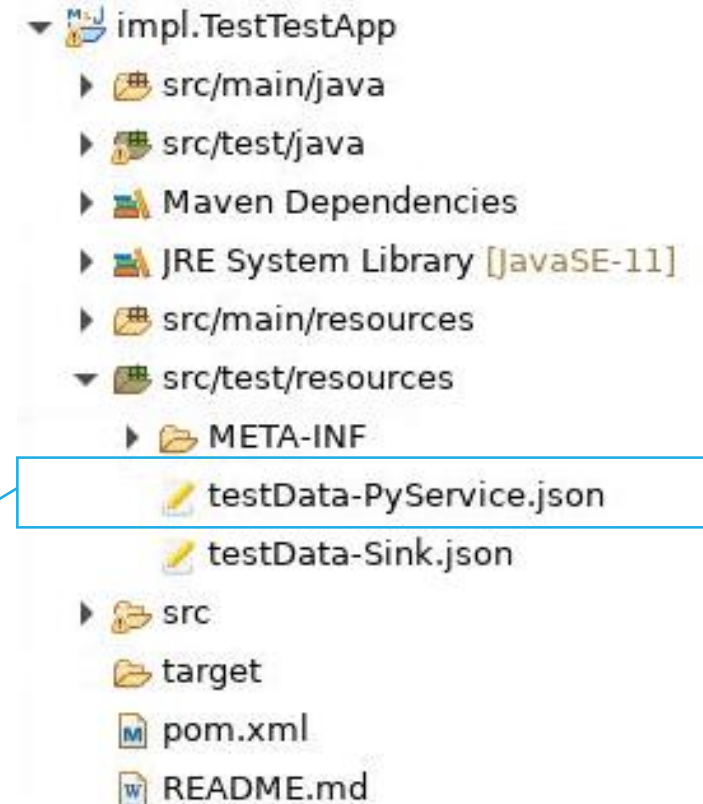 impl.TestTestApp
src/main/java
src/test/java
Maven Dependencies
JRE System Library [JavaSE-11]
src/main/resources
src/test/resources
META-INF
testData-PyService.json
testData-Sink.json
src
target
pom.xml
README.md